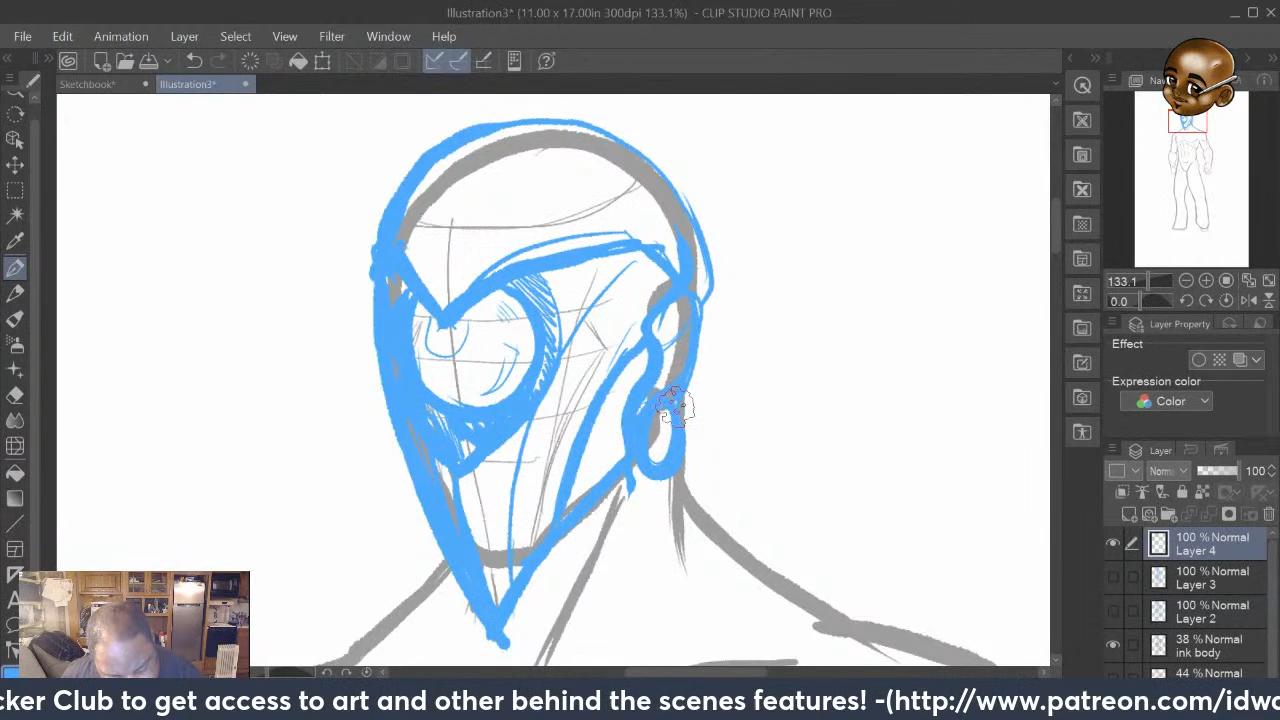 Illustration3* (11.00 x 17.00in 300dpi 133.1%) - CLIP STUDIO PAINT PRO
File Edit Animation Layer Select View Filter Window Help
Sketchbook* Illustration3*
133.1
0.0
Layer Property
Effect
Expression color
Color
Layer
Norm 100
100 % Normal
Layer 4
100 % Normal
Layer 3
100 % Normal
Layer 2
38 % Normal
ink body
44 % Normal
cker Club to get access to art and other behind the scenes features! -(http://www.patreon.com/idw